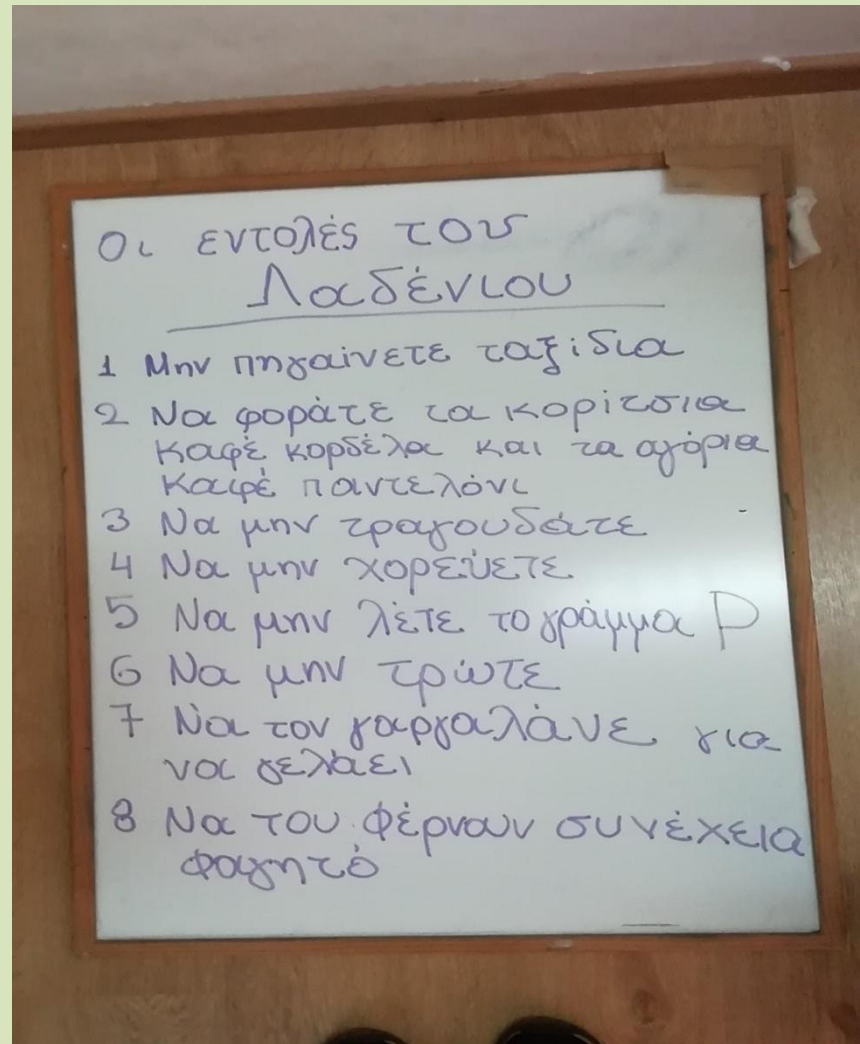 Οι εντολές του
Λαδένιου
1 Μην πηγαίνετε ταξίδια
2 Να φοράτε τα κορίτσια
καφέ κορδέλα και τα αγόρια
καφέ παντελόνι
3 Να μην τραγουδάτε
4 Να μην χορεύετε
5 Να μην λέτε το γράμμα Ρ
6 Να μην τρώτε
7 Να τον γαργαλάνε για
να γελάει
8 Να του φέρνουν συνέχεια
φαγητό